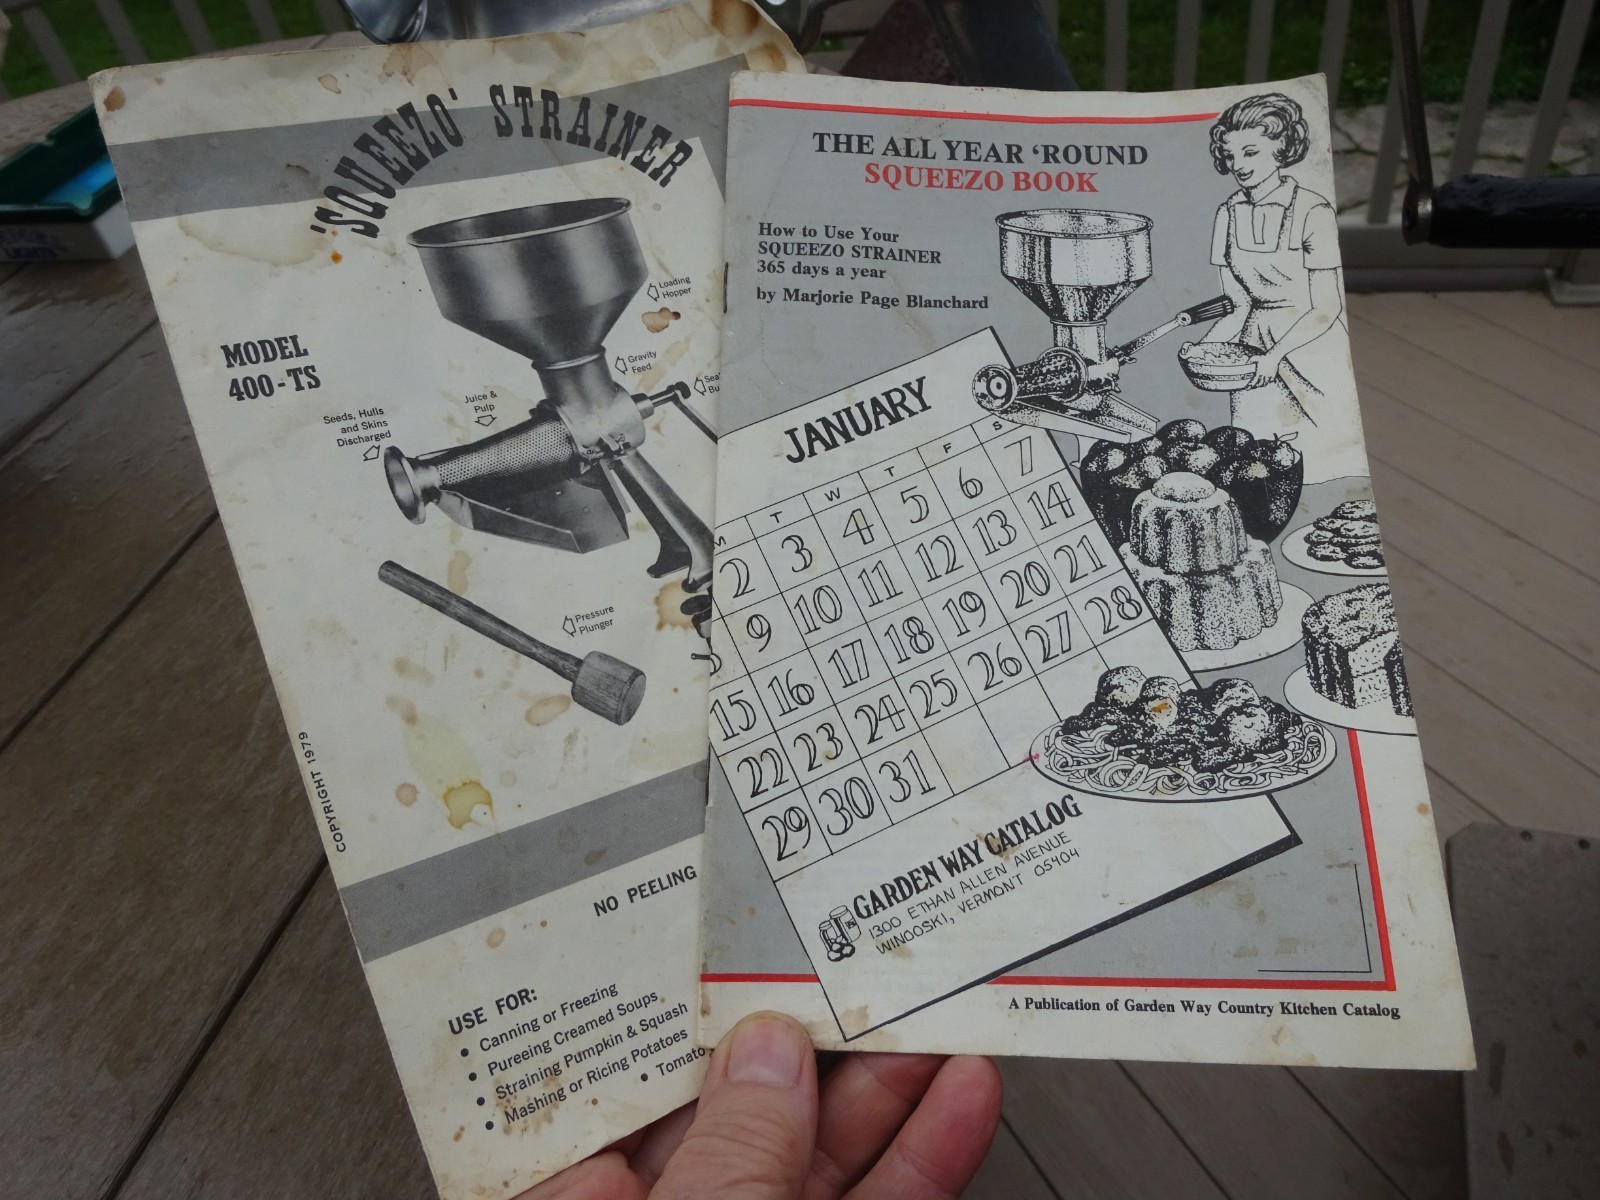 'SQUEEZO' STRAINER
MODEL
400-TS
Loading
Hopper
Gravity
Feed
Juice &
Pulp
Seeds, Hulls
and Skins
Discharged
Pressure
Plunger
COPYRIGHT 1979
NO PEELING
USE FOR:
• Canning or Freezing
• Pureeing Creamed Soups
• Straining Pumpkin & Squash
• Mashing or Ricing Potatoes
• Tomato
THE ALL YEAR 'ROUND
SQUEEZO BOOK
How to Use Your
SQUEEZO STRAINER
365 days a year
by Marjorie Page Blanchard
JANUARY
M T W T F S
2 3 4 5 6 7
9 10 11 12 13 14
15 16 17 18 19 20 21
22 23 24 25 26 27 28
29 30 31
GARDEN WAY CATALOG
1300 ETHAN ALLEN AVENUE
WINOOSKI, VERMONT 05404
A Publication of Garden Way Country Kitchen Catalog